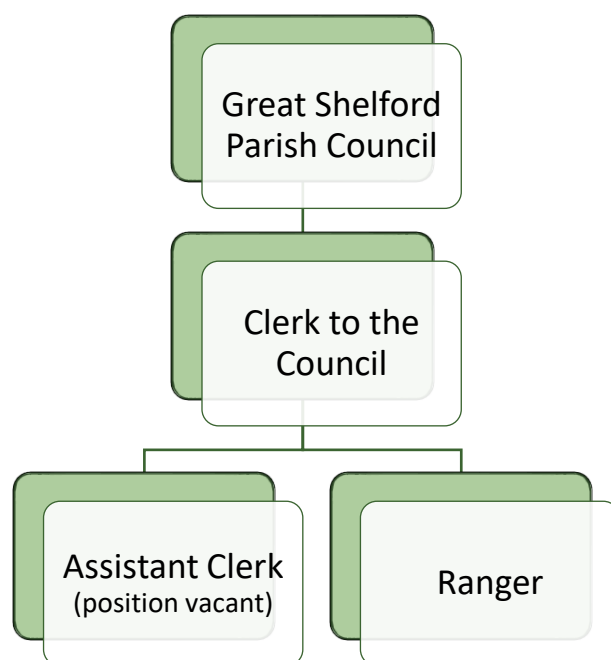 Great Shelford
Parish Council
Clerk to the
Council
Assistant Clerk
(position vacant)
Ranger